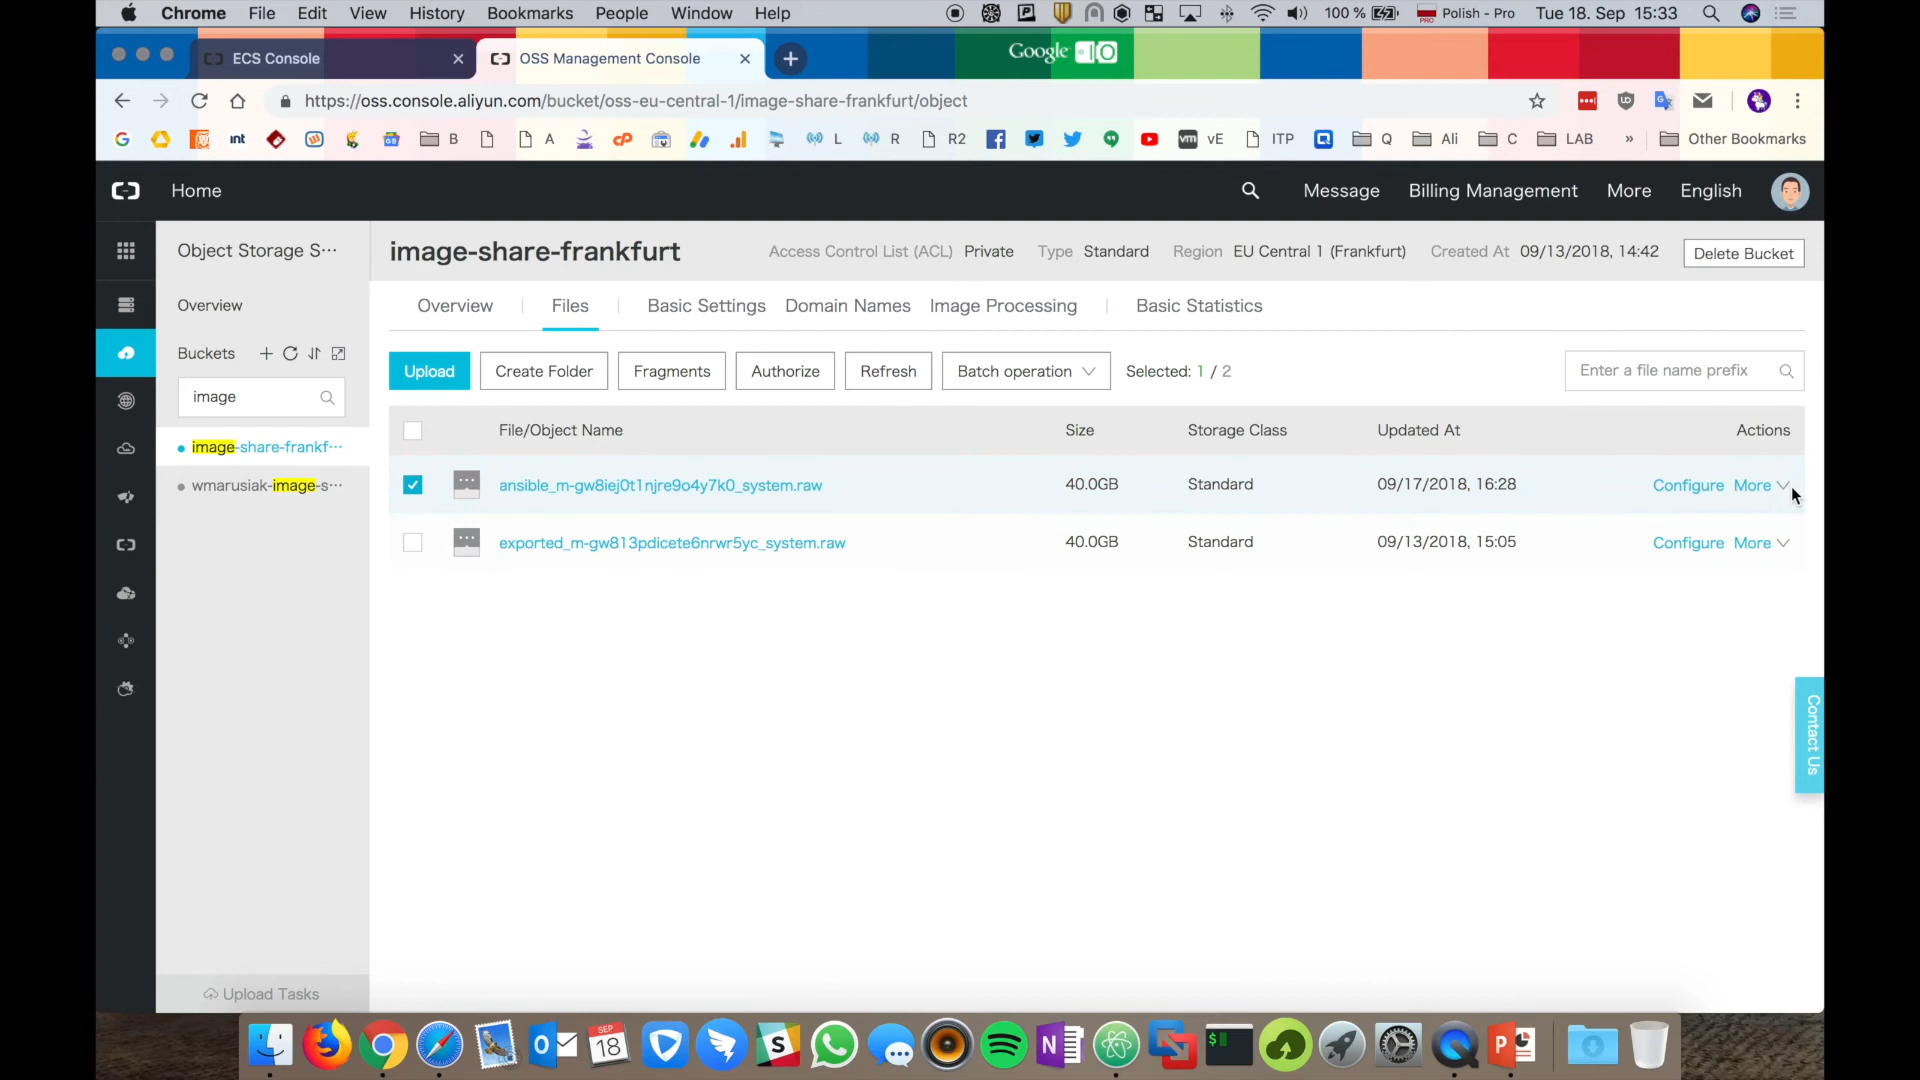 Chrome File Edit View History Bookmarks People Window Help 100 % Polish - Pro Tue 18. Sep 15:33
ECS Console OSS Management Console Google IO
https://oss.console.aliyun.com/bucket/oss-eu-central-1/image-share-frankfurt/object
B A L R R2 vE ITP Q Ali C LAB » Other Bookmarks
Home Message Billing Management More English
Object Storage S···
image-share-frankfurt Access Control List (ACL) Private Type Standard Region EU Central 1 (Frankfurt) Created At 09/13/2018, 14:42 Delete Bucket
Overview
Overview Files Basic Settings Domain Names Image Processing Basic Statistics
Buckets
Upload Create Folder Fragments Authorize Refresh Batch operation Selected: 1 / 2 Enter a file name prefix
image
File/Object Name Size Storage Class Updated At Actions
image-share-frankf···
ansible_m-gw8iej0t1njre9o4y7k0_system.raw 40.0GB Standard 09/17/2018, 16:28 Configure More
wmarusiak-image-s···
exported_m-gw813pdicete6nrwr5yc_system.raw 40.0GB Standard 09/13/2018, 15:05 Configure More
Contact Us
Upload Tasks
SEP
18